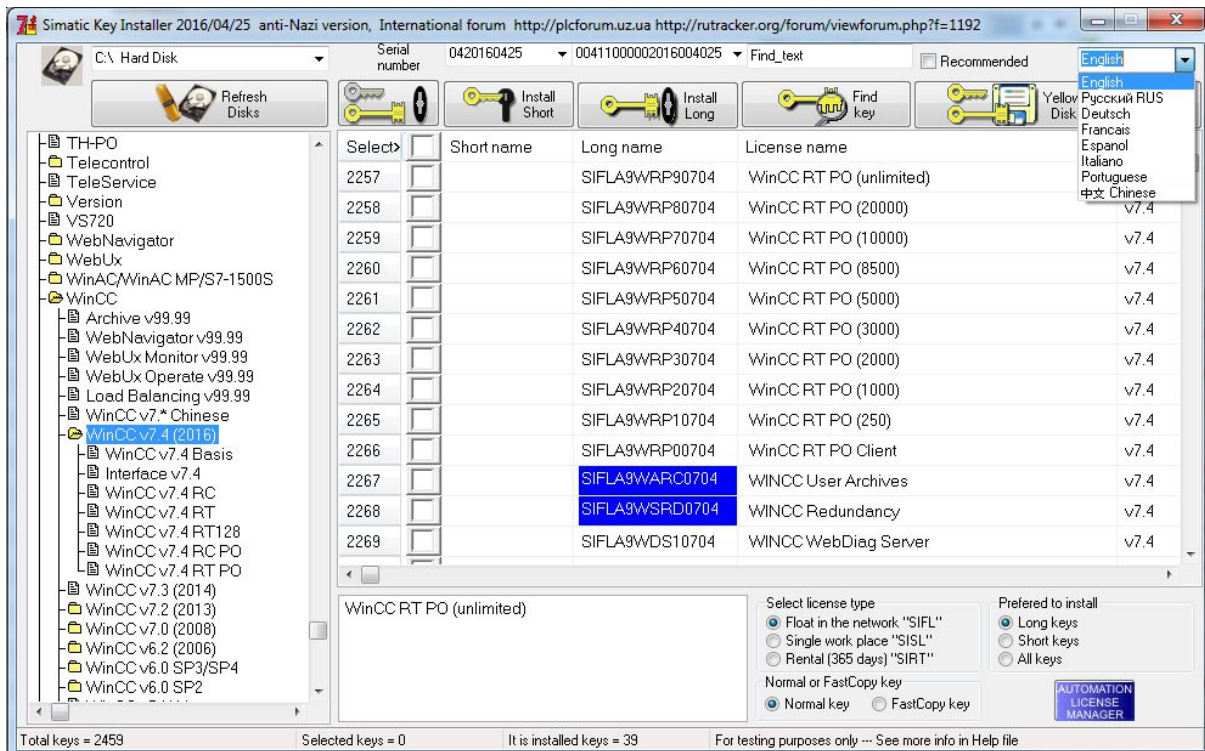 Simatic Key Installer 2016/04/25 anti-Nazi version, International forum http://plcforum.uz.ua http://rutracker.org/forum/viewforum.php?f=1192
C:\ Hard Disk
Serial number
0420160425
00411000002016004025
Find_text
Recommended
English
Refresh Disks
Install Short
Install Long
Find key
Yellow Disk
English
Русский RUS
Deutsch
Francais
Espanol
Italiano
Portuguese
中文 Chinese
TH-PO
Telecontrol
TeleService
Version
VS720
WebNavigator
WebUx
WinAC/WinAC MP/S7-1500S
WinCC
Archive v99.99
WebNavigator v99.99
WebUx Monitor v99.99
WebUx Operate v99.99
Load Balancing v99.99
WinCC v7.* Chinese
WinCC v7.4 (2016)
WinCC v7.4 Basis
Interface v7.4
WinCC v7.4 RC
WinCC v7.4 RT
WinCC v7.4 RT128
WinCC v7.4 RC PO
WinCC v7.4 RT PO
WinCC v7.3 (2014)
WinCC v7.2 (2013)
WinCC v7.0 (2008)
WinCC v6.2 (2006)
WinCC v6.0 SP3/SP4
WinCC v6.0 SP2
Select> Short name Long name License name
2257 SIFLA9WRP90704 WinCC RT PO (unlimited)
2258 SIFLA9WRP80704 WinCC RT PO (20000) v7.4
2259 SIFLA9WRP70704 WinCC RT PO (10000) v7.4
2260 SIFLA9WRP60704 WinCC RT PO (8500) v7.4
2261 SIFLA9WRP50704 WinCC RT PO (5000) v7.4
2262 SIFLA9WRP40704 WinCC RT PO (3000) v7.4
2263 SIFLA9WRP30704 WinCC RT PO (2000) v7.4
2264 SIFLA9WRP20704 WinCC RT PO (1000) v7.4
2265 SIFLA9WRP10704 WinCC RT PO (250) v7.4
2266 SIFLA9WRP00704 WinCC RT PO Client v7.4
2267 SIFLA9WARC0704 WINCC User Archives v7.4
2268 SIFLA9WSRD0704 WINCC Redundancy v7.4
2269 SIFLA9WDS10704 WINCC WebDiag Server v7.4
WinCC RT PO (unlimited)
Select license type
Float in the network "SIFL"
Single work place "SISL"
Rental (365 days) "SIRT"
Normal or FastCopy key
Normal key FastCopy key
Prefered to install
Long keys
Short keys
All keys
AUTOMATION
LICENSE
MANAGER
Total keys = 2459 Selected keys = 0 It is installed keys = 39 For testing purposes only --- See more info in Help file